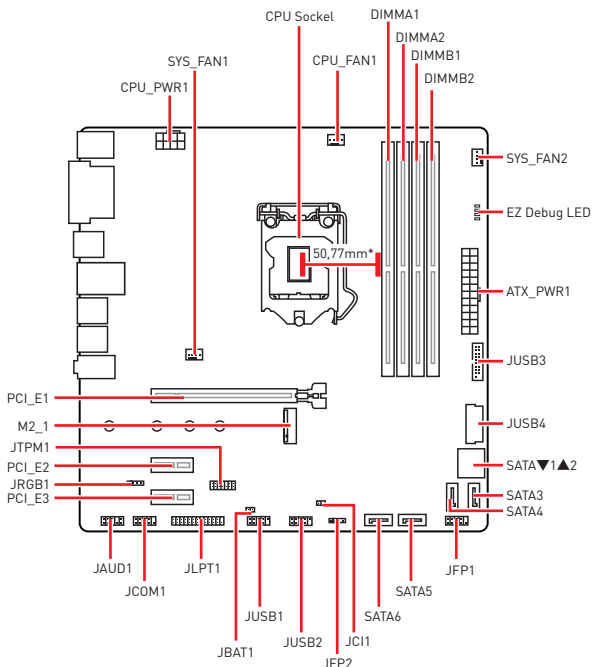 CPU Sockel
DIMMA1
DIMMA2
SYS_FAN1
CPU_FAN1
DIMMB1
DIMMB2
CPU_PWR1
SYS_FAN2
EZ Debug LED
50,77mm*
ATX_PWR1
JUSB3
PCI_E1
M2_1
JUSB4
JTPM1
PCI_E2
SATA▼1▲2
JRGB1
PCI_E3
SATA3
SATA4
JAUD1
JLPT1
JFP1
JCOM1
JUSB1
SATA5
SATA6
JBAT1
JUSB2
JCI1
JFP2